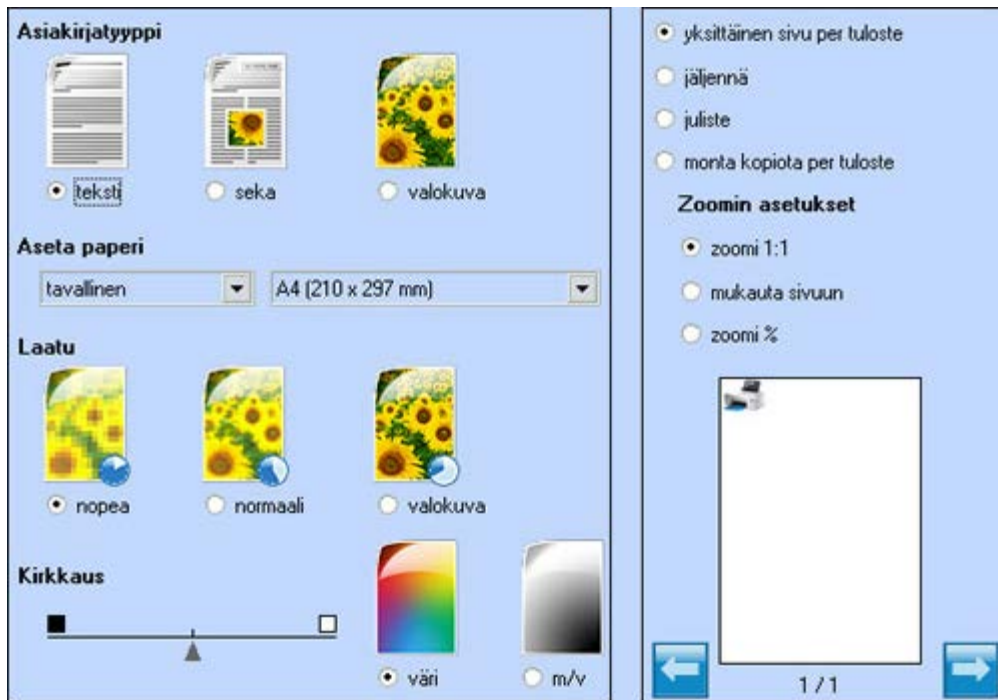 Asiakirjatyyppi
teksti
seka
valokuva
Aseta paperi
tavallinen
A4 (210 x 297 mm)
Laatu
nopea
normaali
valokuva
Kirkkaus
väri
m/v
yksittäinen sivu per tuloste
jäljennä
juliste
monta kopiota per tuloste
Zoomin asetukset
zoomi 1:1
mukauta sivuun
zoomi %
1 / 1